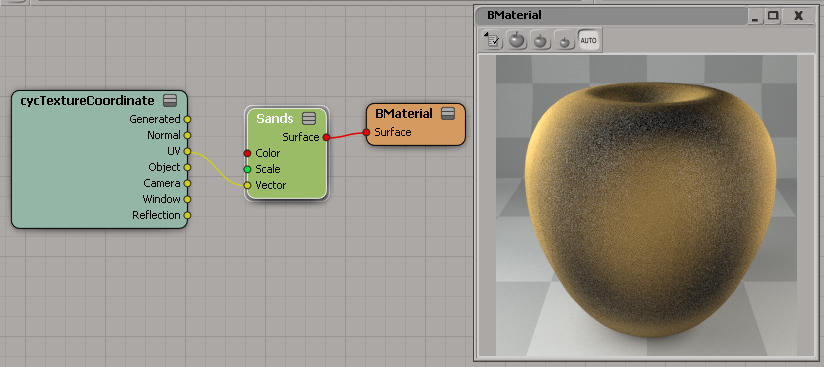 BMaterial
AUTO
cycTextureCoordinate
Generated
Normal
UV
Object
Camera
Window
Reflection
Sands
Surface
Color
Scale
Vector
BMaterial
Surface